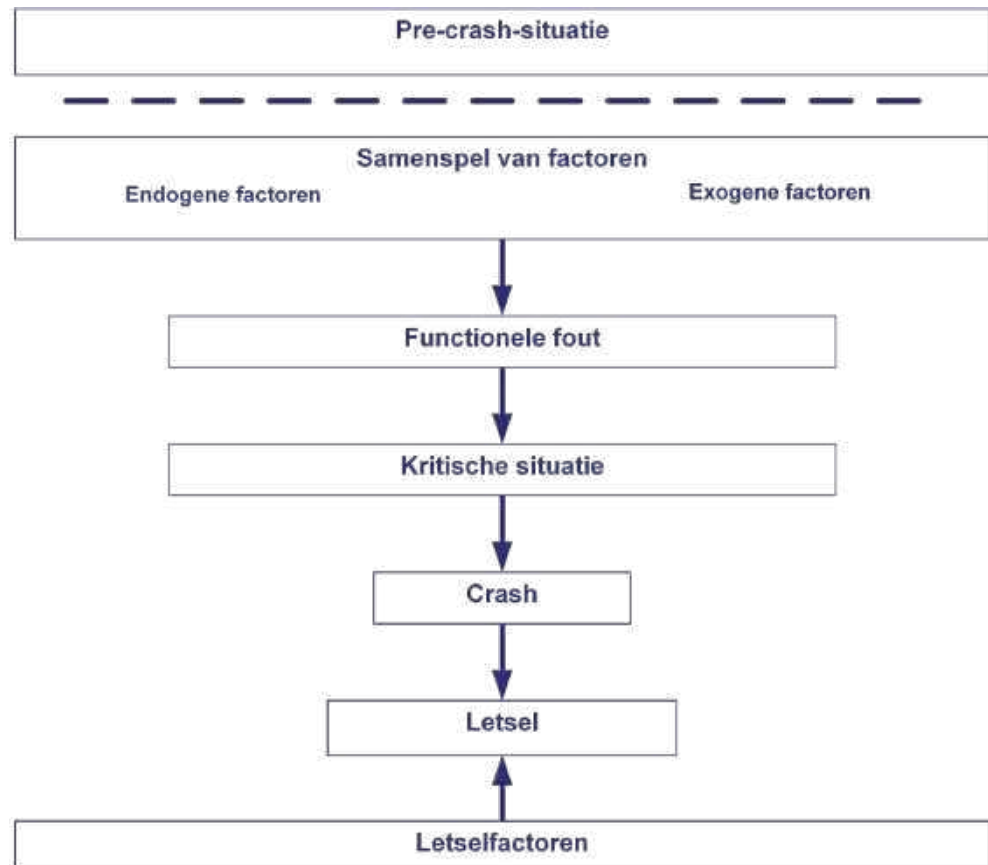 Pre-crash-situatie
Samenspel van factoren
Endogene factoren
Exogene factoren
Functionele fout
Kritische situatie
Crash
Letsel
Letselfactoren